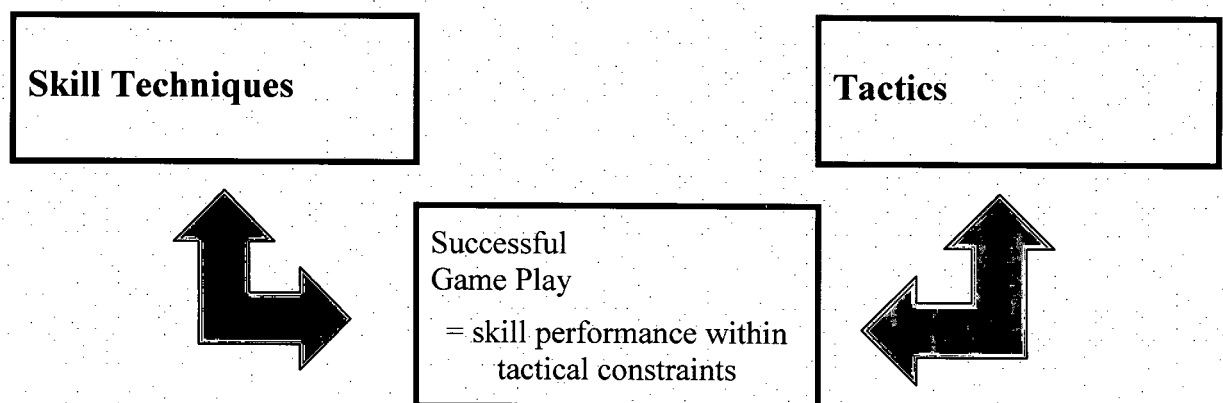 Skill Techniques
Tactics
Successful
Game Play
= skill performance within
tactical constraints